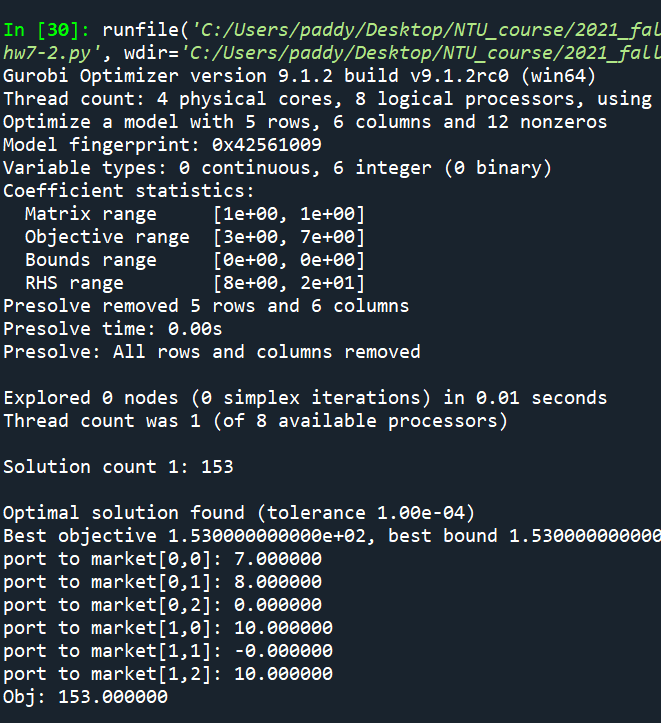 In [30]: runfile('C:/Users/paddy/Desktop/NTU_course/2021_fal
hw7-2.py', wdir='C:/Users/paddy/Desktop/NTU_course/2021_fall
Gurobi Optimizer version 9.1.2 build v9.1.2rc0 (win64)
Thread count: 4 physical cores, 8 logical processors, using
Optimize a model with 5 rows, 6 columns and 12 nonzeros
Model fingerprint: 0x42561009
Variable types: 0 continuous, 6 integer (0 binary)
Coefficient statistics:
  Matrix range     [1e+00, 1e+00]
  Objective range  [3e+00, 7e+00]
  Bounds range     [0e+00, 0e+00]
  RHS range        [8e+00, 2e+01]
Presolve removed 5 rows and 6 columns
Presolve time: 0.00s
Presolve: All rows and columns removed

Explored 0 nodes (0 simplex iterations) in 0.01 seconds
Thread count was 1 (of 8 available processors)

Solution count 1: 153

Optimal solution found (tolerance 1.00e-04)
Best objective 1.530000000000e+02, best bound 1.530000000000
port to market[0,0]: 7.000000
port to market[0,1]: 8.000000
port to market[0,2]: 0.000000
port to market[1,0]: 10.000000
port to market[1,1]: -0.000000
port to market[1,2]: 10.000000
Obj: 153.000000